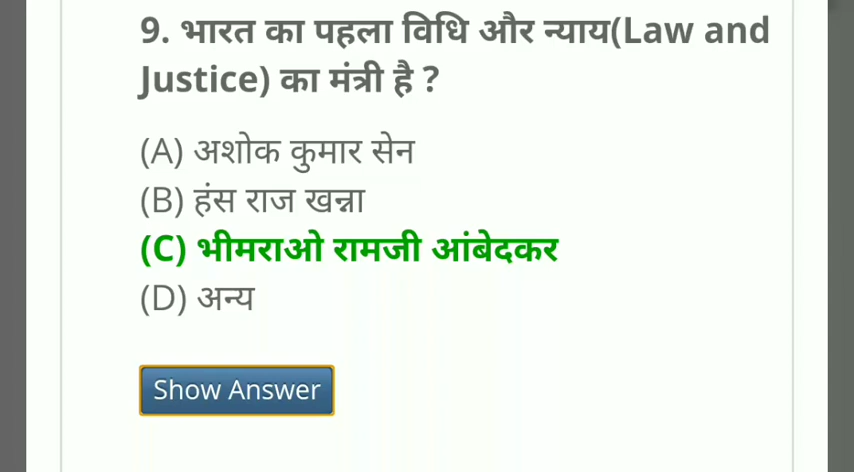 9. भारत का पहला विधि और न्याय(Law and
Justice) का मंत्री है ?
(A) अशोक कुमार सेन
(B) हंस राज खन्ना
(C) भीमराओ रामजी आंबेदकर
(D) अन्य
Show Answer